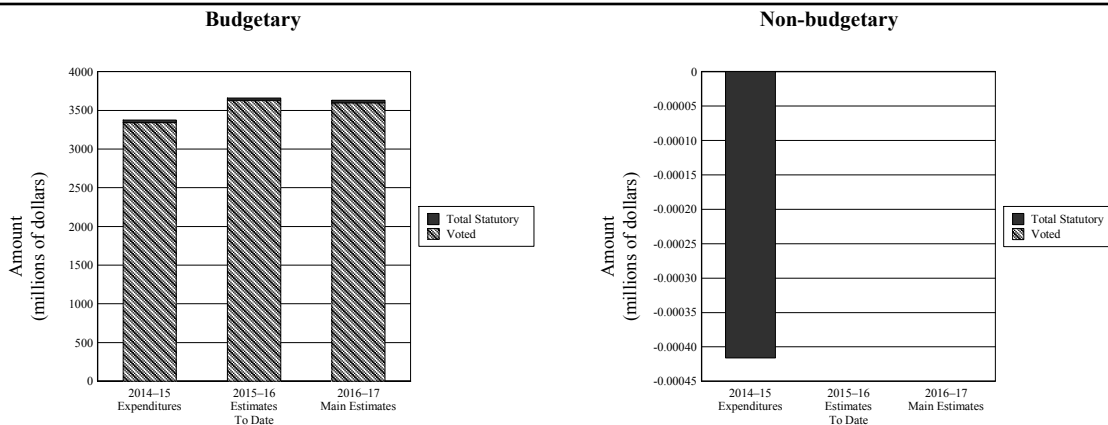 Budgetary
Amount
(millions of dollars)
4000
3500
3000
2500
2000
1500
1000
500
0
2014–15
Expenditures
2015–16
Estimates
To Date
2016–17
Main Estimates
Total Statutory
Voted
Non-budgetary
Amount
(millions of dollars)
0
-0.00005
-0.00010
-0.00015
-0.00020
-0.00025
-0.00030
-0.00035
-0.00040
-0.00045
2014–15
Expenditures
2015–16
Estimates
To Date
2016–17
Main Estimates
Total Statutory
Voted